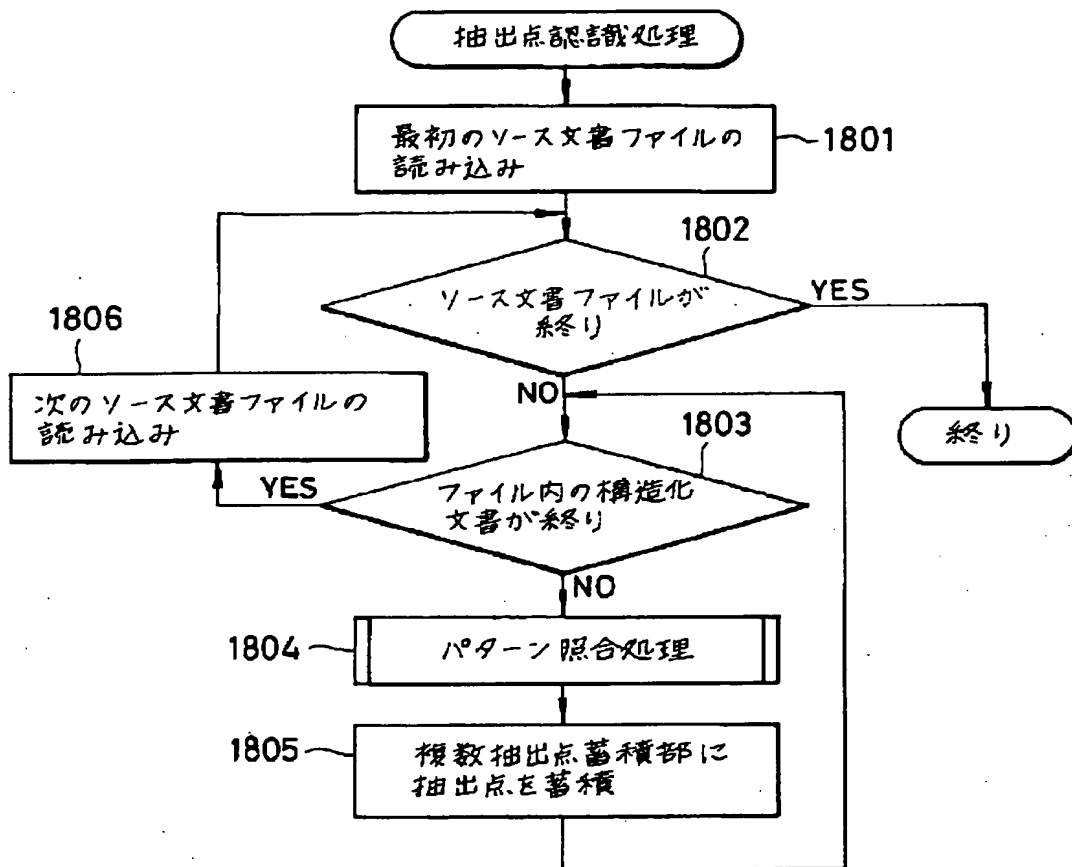 抽出点認識処理
最初のソース文書ファイルの
読み込み
1801
1802
ソース文書ファイルが
終り
YES
1806
NO
次のソース文書ファイルの
読み込み
終り
1803
YES
ファイル内の構造化
文書が終り
NO
1804
パターン照合処理
1805
複数抽出点蓄積部に
抽出点を蓄積